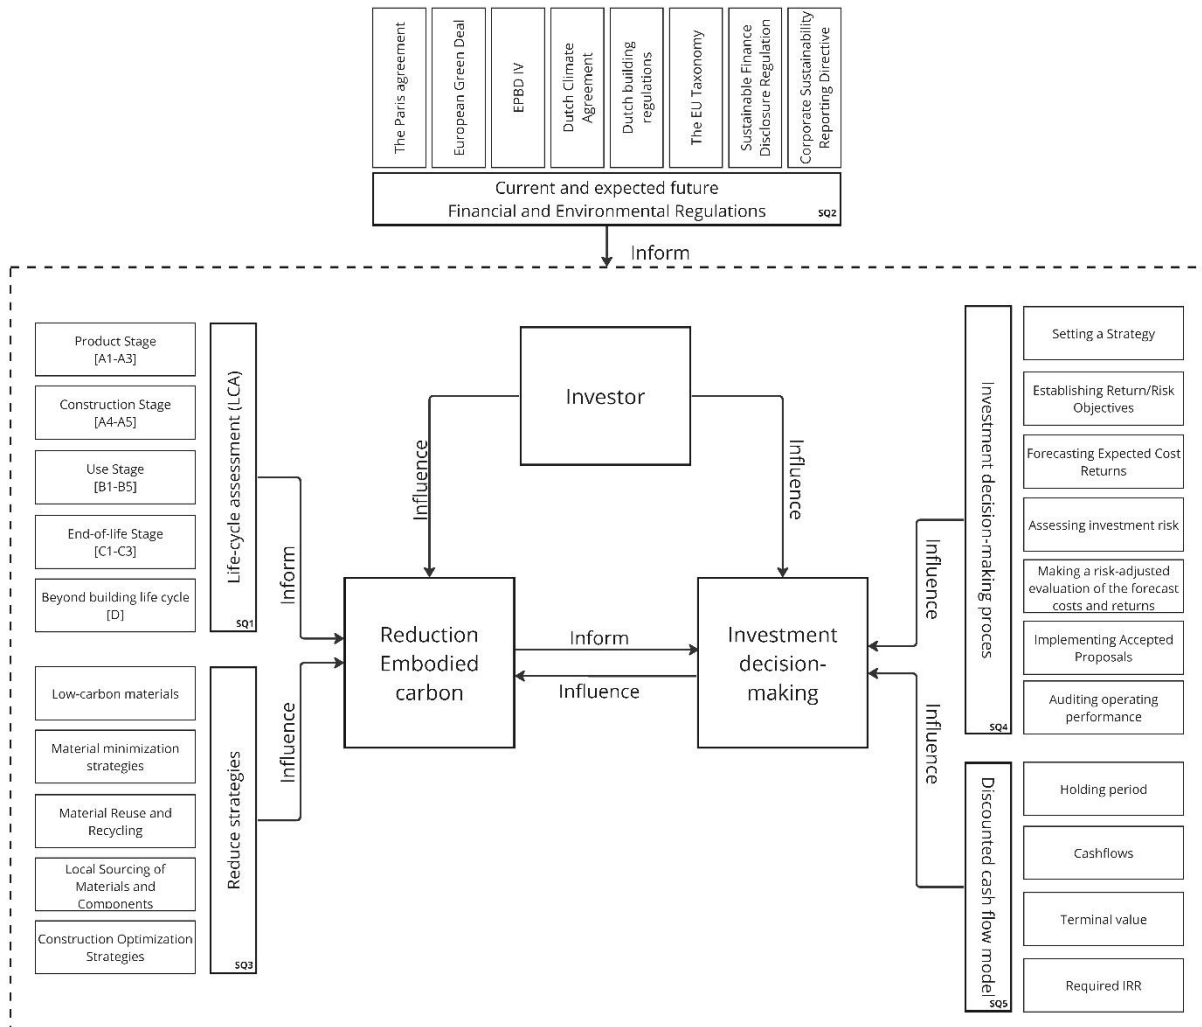 The Paris agreement
European Green Deal
EPBD IV
Dutch Climate
Agreement
Dutch building
regulations
The EU Taxonomy
Sustainable Finance
Disclosure Regulation
Corporate Sustainability
Reporting Directive
Current and expected future
Financial and Environmental Regulations
SQ2
Inform
Product Stage
[A1-A3]
Construction Stage
[A4-A5]
Use Stage
[B1-B5]
End-of-life Stage
[C1-C3]
Beyond building life cycle
[D]
Life-cycle assessment (LCA)
SQ1
Inform
Low-carbon materials
Material minimization
strategies
Material Reuse and
Recycling
Local Sourcing of
Materials and
Components
Construction Optimization
Strategies
Reduce strategies
SQ3
Influence
Investor
Influence
Influence
Reduction
Embodied
carbon
Inform
Influence
Investment
decision-
making
Influence
Influence
Investment decision-making proces
SQ4
Setting a Strategy
Establishing Return/Risk
Objectives
Forecasting Expected Cost
Returns
Assessing investment risk
Making a risk-adjusted
evaluation of the forecast
costs and returns
Implementing Accepted
Proposals
Auditing operating
performance
Discounted cash flow model
SQ5
Holding period
Cashflows
Terminal value
Required IRR